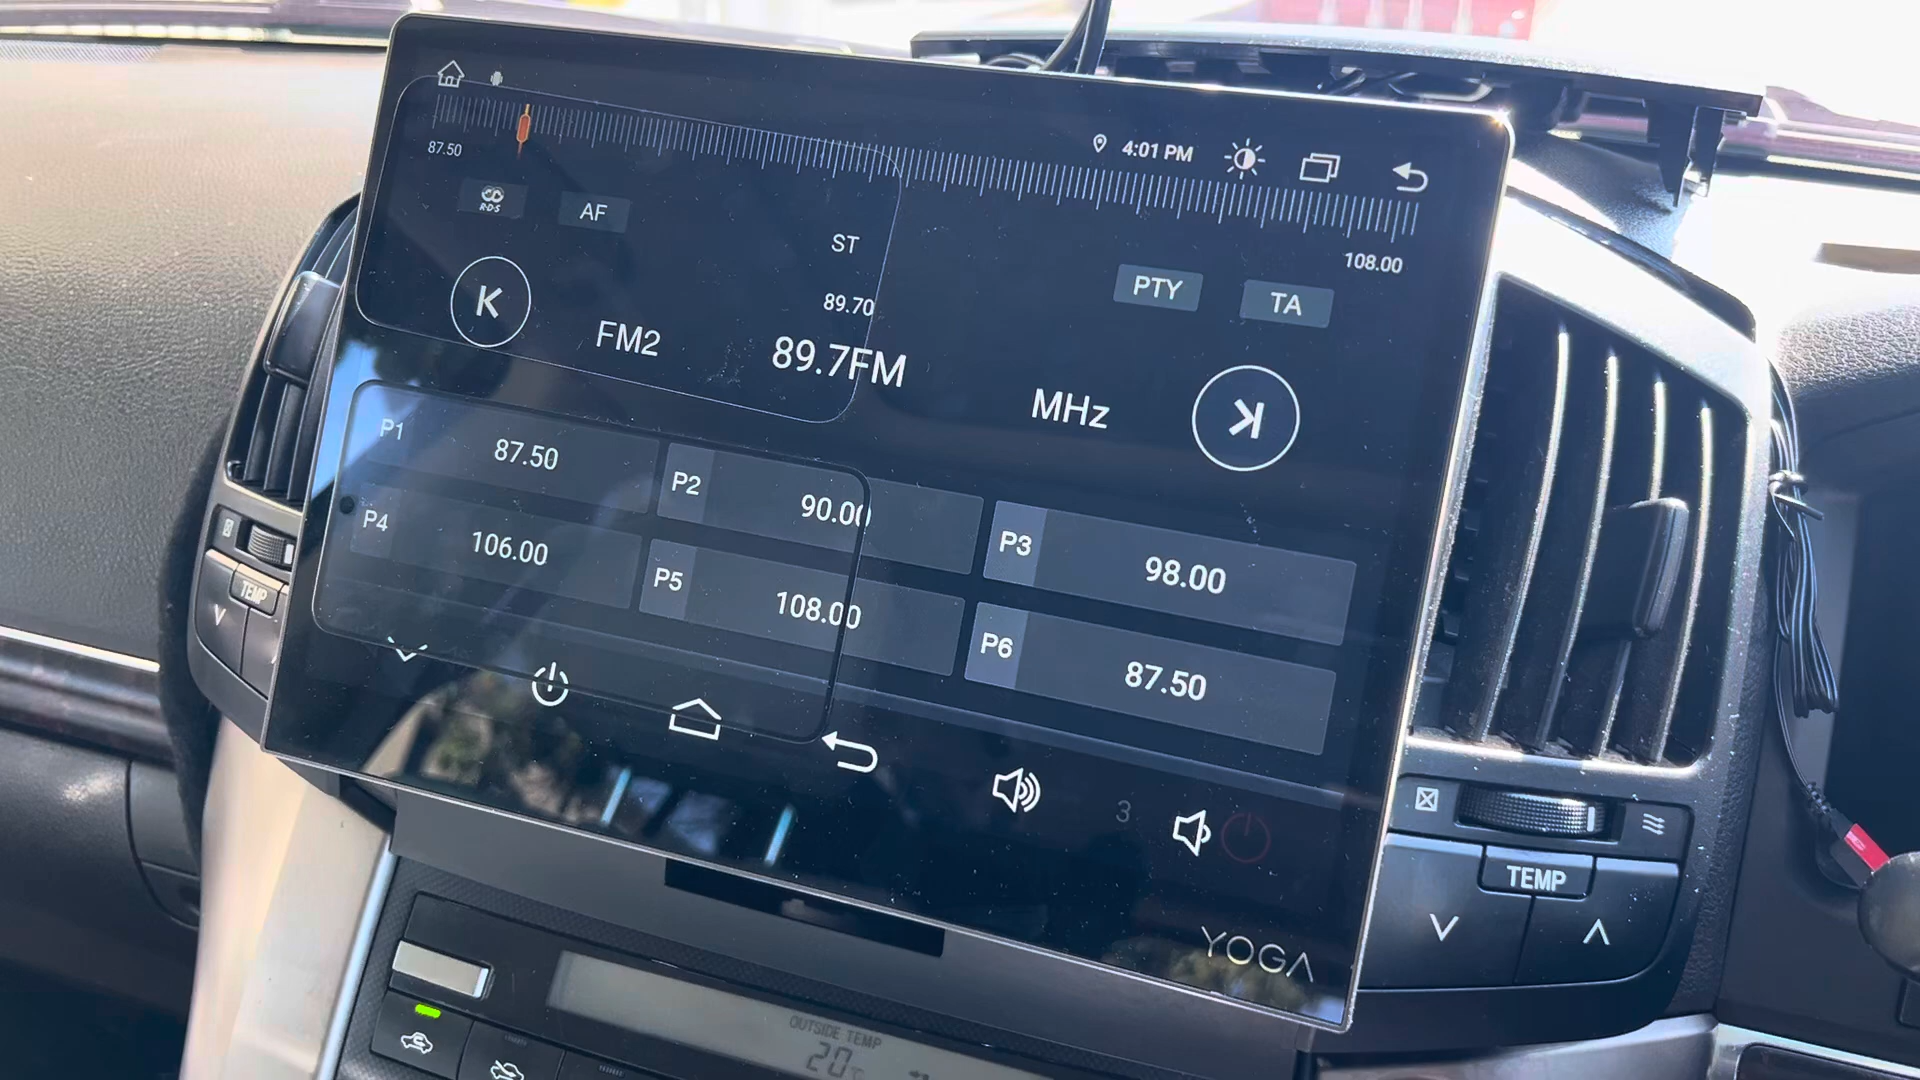 4:01 PM
87.50
108.00
R·D·S
AF
ST
PTY
TA
89.70
FM2
89.7FM
MHz
P1
87.50
P2
90.00
P3
98.00
P4
106.00
P5
108.00
P6
87.50
3
YOGA
TEMP
TEMP
OUTSIDE TEMP
20°C